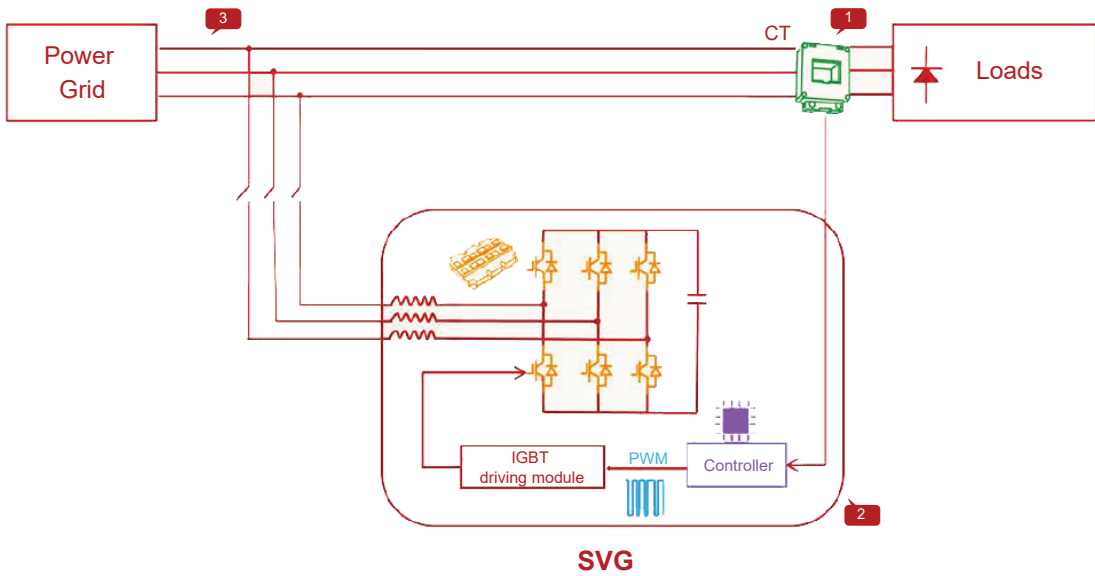 3
1
CT
Power
Grid
Loads
IGBT
driving module
PWM
Controller
2
SVG